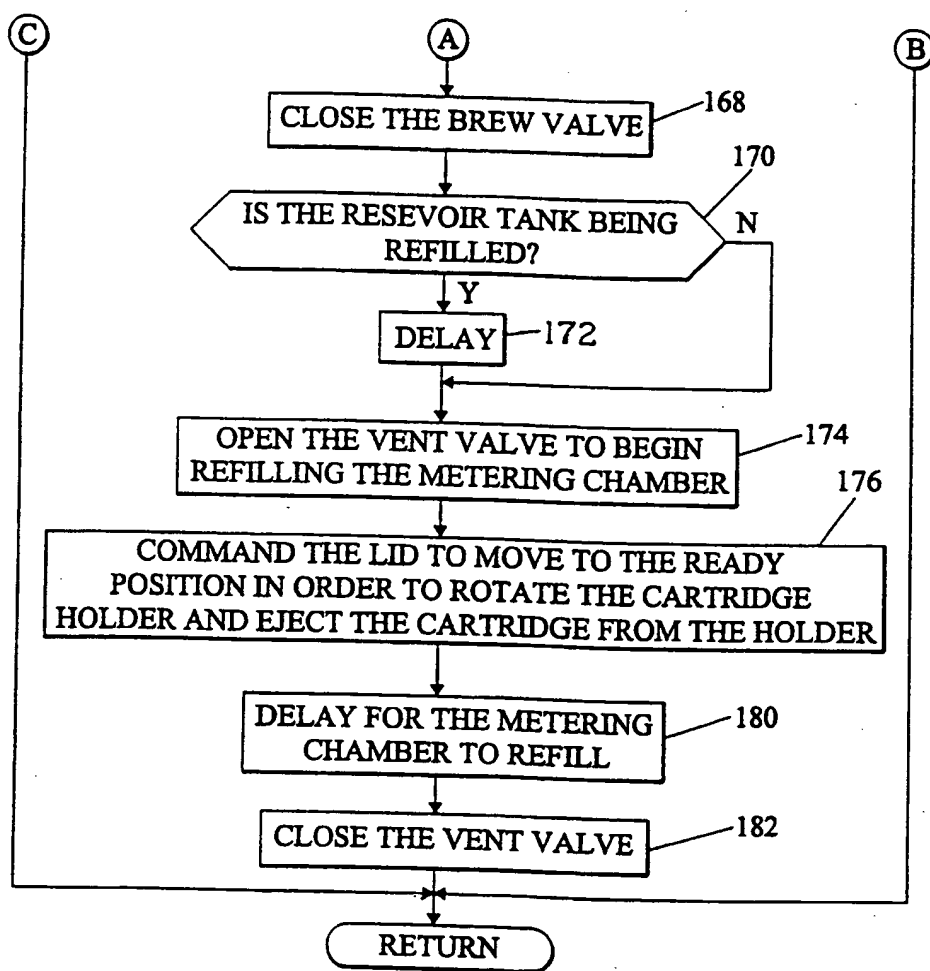 C
A
B
CLOSE THE BREW VALVE
168
170
IS THE RESEVOIR TANK BEING
REFILLED?
N
Y
DELAY
172
OPEN THE VENT VALVE TO BEGIN
REFILLING THE METERING CHAMBER
174
176
COMMAND THE LID TO MOVE TO THE READY
POSITION IN ORDER TO ROTATE THE CARTRIDGE
HOLDER AND EJECT THE CARTRIDGE FROM THE HOLDER
DELAY FOR THE METERING
CHAMBER TO REFILL
180
CLOSE THE VENT VALVE
182
RETURN